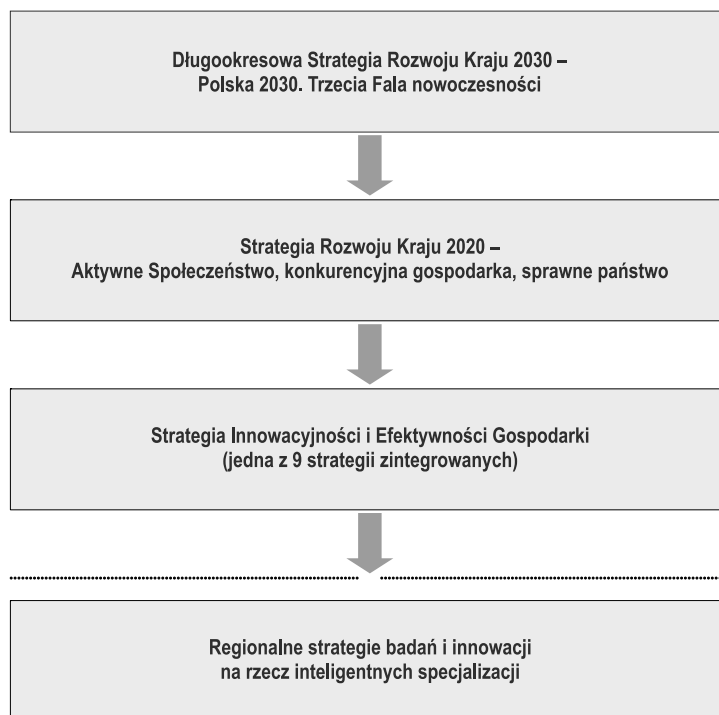 Długookresowa Strategia Rozwoju Kraju 2030 –
Polska 2030. Trzecia Fala nowoczesności
Strategia Rozwoju Kraju 2020 –
Aktywne Społeczeństwo, konkurencyjna gospodarka, sprawne państwo
Strategia Innowacyjności i Efektywności Gospodarki
(jedna z 9 strategii zintegrowanych)
Regionalne strategie badań i innowacji
na rzecz inteligentnych specjalizacji